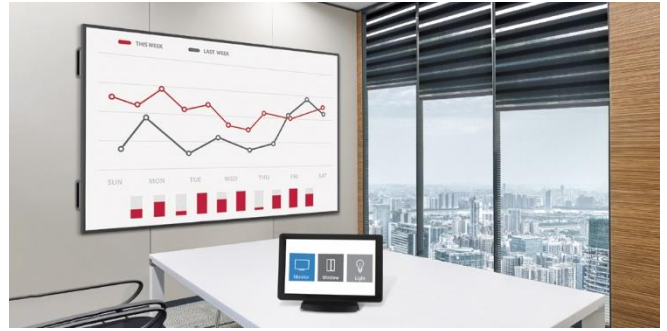 THIS WEEK
LAST WEEK
SUN MON TUE WED THU FRI SAT
Monitor Window Light